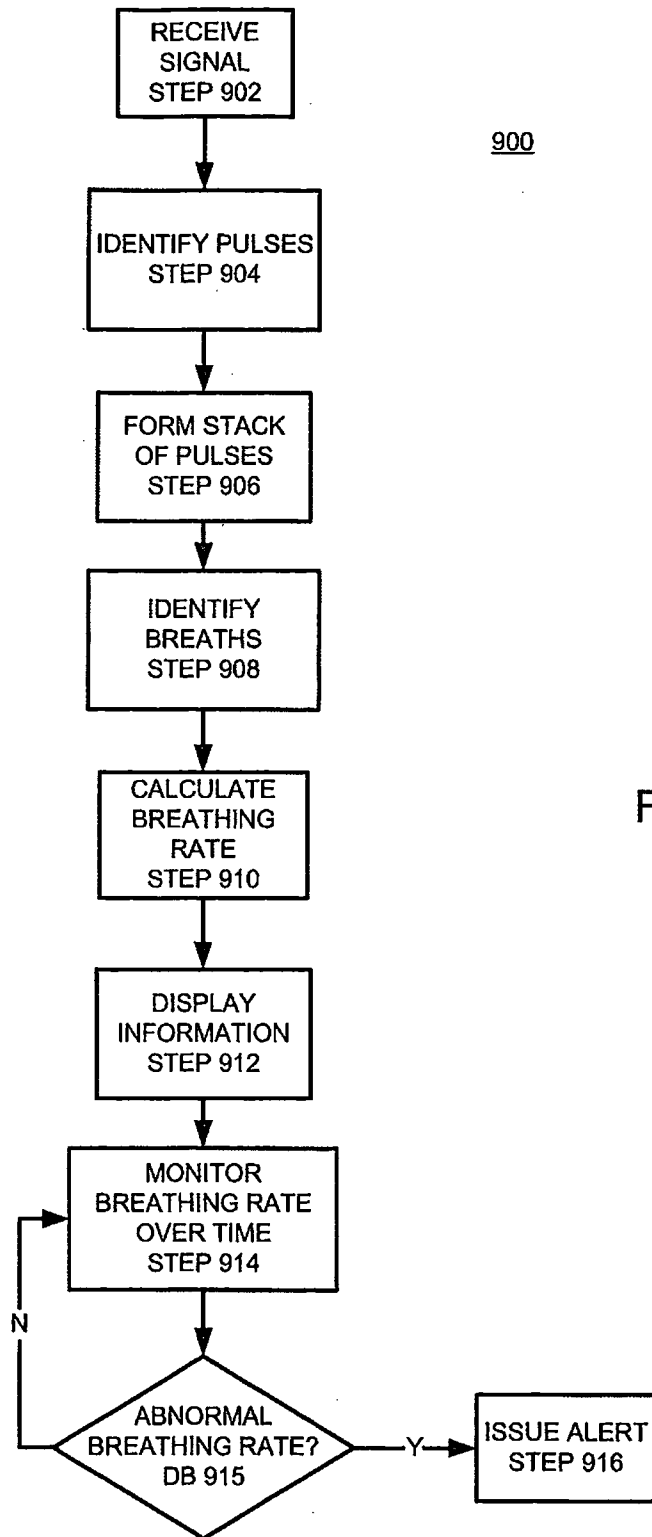 RECEIVE
SIGNAL
STEP 902
900
IDENTIFY PULSES
STEP 904
FORM STACK
OF PULSES
STEP 906
IDENTIFY
BREATHS
STEP 908
CALCULATE
BREATHING
RATE
STEP 910
F
DISPLAY
INFORMATION
STEP 912
MONITOR
BREATHING RATE
OVER TIME
STEP 914
N
ABNORMAL
BREATHING RATE?
DB 915
Y
ISSUE ALERT
STEP 916